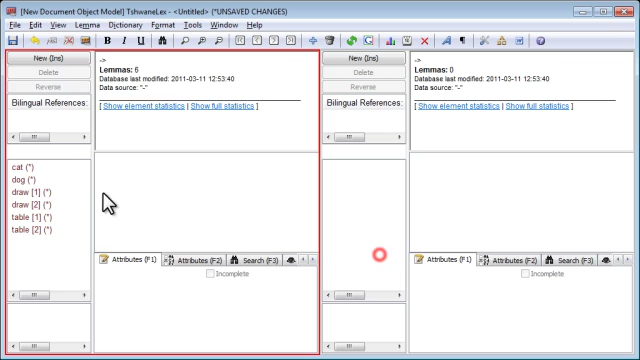 [New Document Object Model] TshwaneLex - <Untitled> (*UNSAVED CHANGES)
File Edit View Lemma Dictionary Format Tools Window Help
New (Ins)
Delete
Reverse
Bilingual References:
->
Lemmas: 6
Database last modified: 2011-03-11 12:53:40
Data source: "-"
[ Show element statistics | Show full statistics ]
cat (*)
dog (*)
draw [1] (*)
draw [2] (*)
table [1] (*)
table [2] (*)
Attributes (F1) Attributes (F2) Search (F3)
Incomplete
New (Ins)
Delete
Reverse
Bilingual References:
->
Lemmas: 0
Database last modified: 2011-03-11 12:53:40
Data source: "-"
[ Show element statistics | Show full statistics ]
Attributes (F1) Attributes (F2) Search (F3)
Incomplete